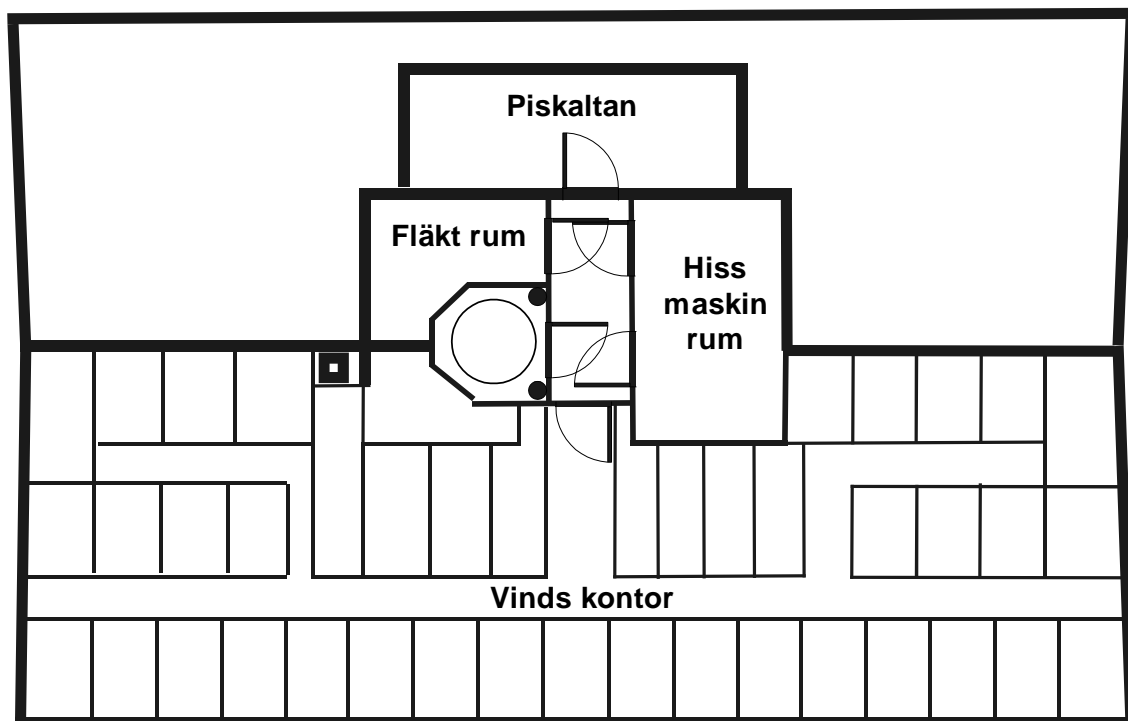 Piskaltan
Fläkt rum
Hiss
maskin
rum
Vinds kontor